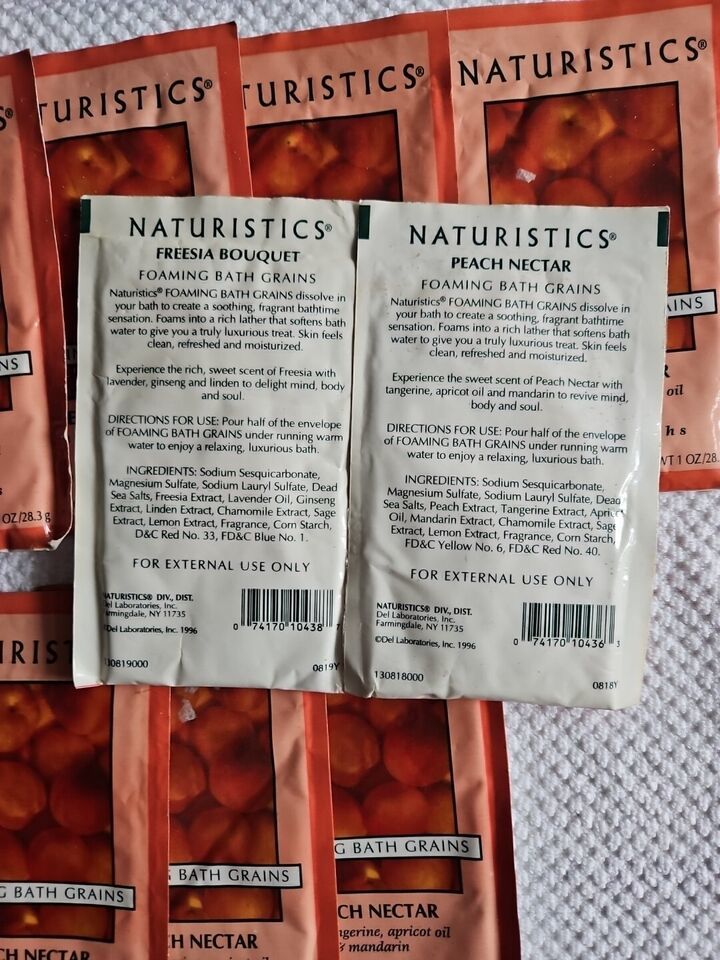 TURISTICS®
TURISTICS®
NATURISTICS®
NATURISTICS®
FREESIA BOUQUET
FOAMING BATH GRAINS
Naturistics® FOAMING BATH GRAINS dissolve in
your bath to create a soothing, fragrant bathtime
sensation. Foams into a rich lather that softens bath
water to give you a truly luxurious treat. Skin feels
clean, refreshed and moisturized.
Experience the rich, sweet scent of Freesia with
lavender, ginseng and linden to delight mind, body
and soul.
DIRECTIONS FOR USE: Pour half of the envelope
of FOAMING BATH GRAINS under running warm
water to enjoy a relaxing, luxurious bath.
INGREDIENTS: Sodium Sesquicarbonate,
Magnesium Sulfate, Sodium Lauryl Sulfate, Dead
Sea Salts, Freesia Extract, Lavender Oil, Ginseng
Extract, Linden Extract, Chamomile Extract, Sage
Extract, Lemon Extract, Fragrance, Corn Starch,
D&C Red No. 33, FD&C Blue No. 1.
FOR EXTERNAL USE ONLY
NATURISTICS® DIV., DIST.
Del Laboratories, Inc.
Farmingdale, NY 11735
©Del Laboratories, Inc. 1996
0 74170 10438 7
130819000
0819Y
NATURISTICS®
PEACH NECTAR
FOAMING BATH GRAINS
Naturistics® FOAMING BATH GRAINS dissolve in
your bath to create a soothing, fragrant bathtime
sensation. Foams into a rich lather that softens bath
water to give you a truly luxurious treat. Skin feels
clean, refreshed and moisturized.
Experience the sweet scent of Peach Nectar with
tangerine, apricot oil and mandarin to revive mind,
body and soul.
DIRECTIONS FOR USE: Pour half of the envelope
of FOAMING BATH GRAINS under running warm
water to enjoy a relaxing, luxurious bath.
INGREDIENTS: Sodium Sesquicarbonate,
Magnesium Sulfate, Sodium Lauryl Sulfate, Dead
Sea Salts, Peach Extract, Tangerine Extract, Apricot
Oil, Mandarin Extract, Chamomile Extract, Sage
Extract, Lemon Extract, Fragrance, Corn Starch,
FD&C Yellow No. 6, FD&C Red No. 40.
FOR EXTERNAL USE ONLY
NATURISTICS® DIV., DIST.
Del Laboratories, Inc.
Farmingdale, NY 11735
©Del Laboratories, Inc. 1996
0 74170 10436 3
130818000
0818Y
AINS
R
oil
hs
WT 1 OZ/28.
NS
OZ/28.3 g
RIST
G BATH GRAINS
CH NECTAR
G BATH GRAINS
CH NECTAR
G BATH GRAINS
CH NECTAR
ngerine, apricot oil
& mandarin